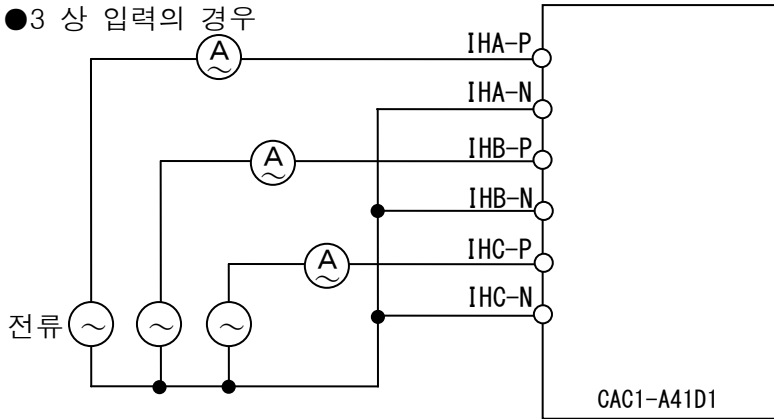 ●3 상 입력의 경우
A
IHA-P
IHA-N
A
IHB-P
IHB-N
A
IHC-P
IHC-N
전류
CAC1-A41D1